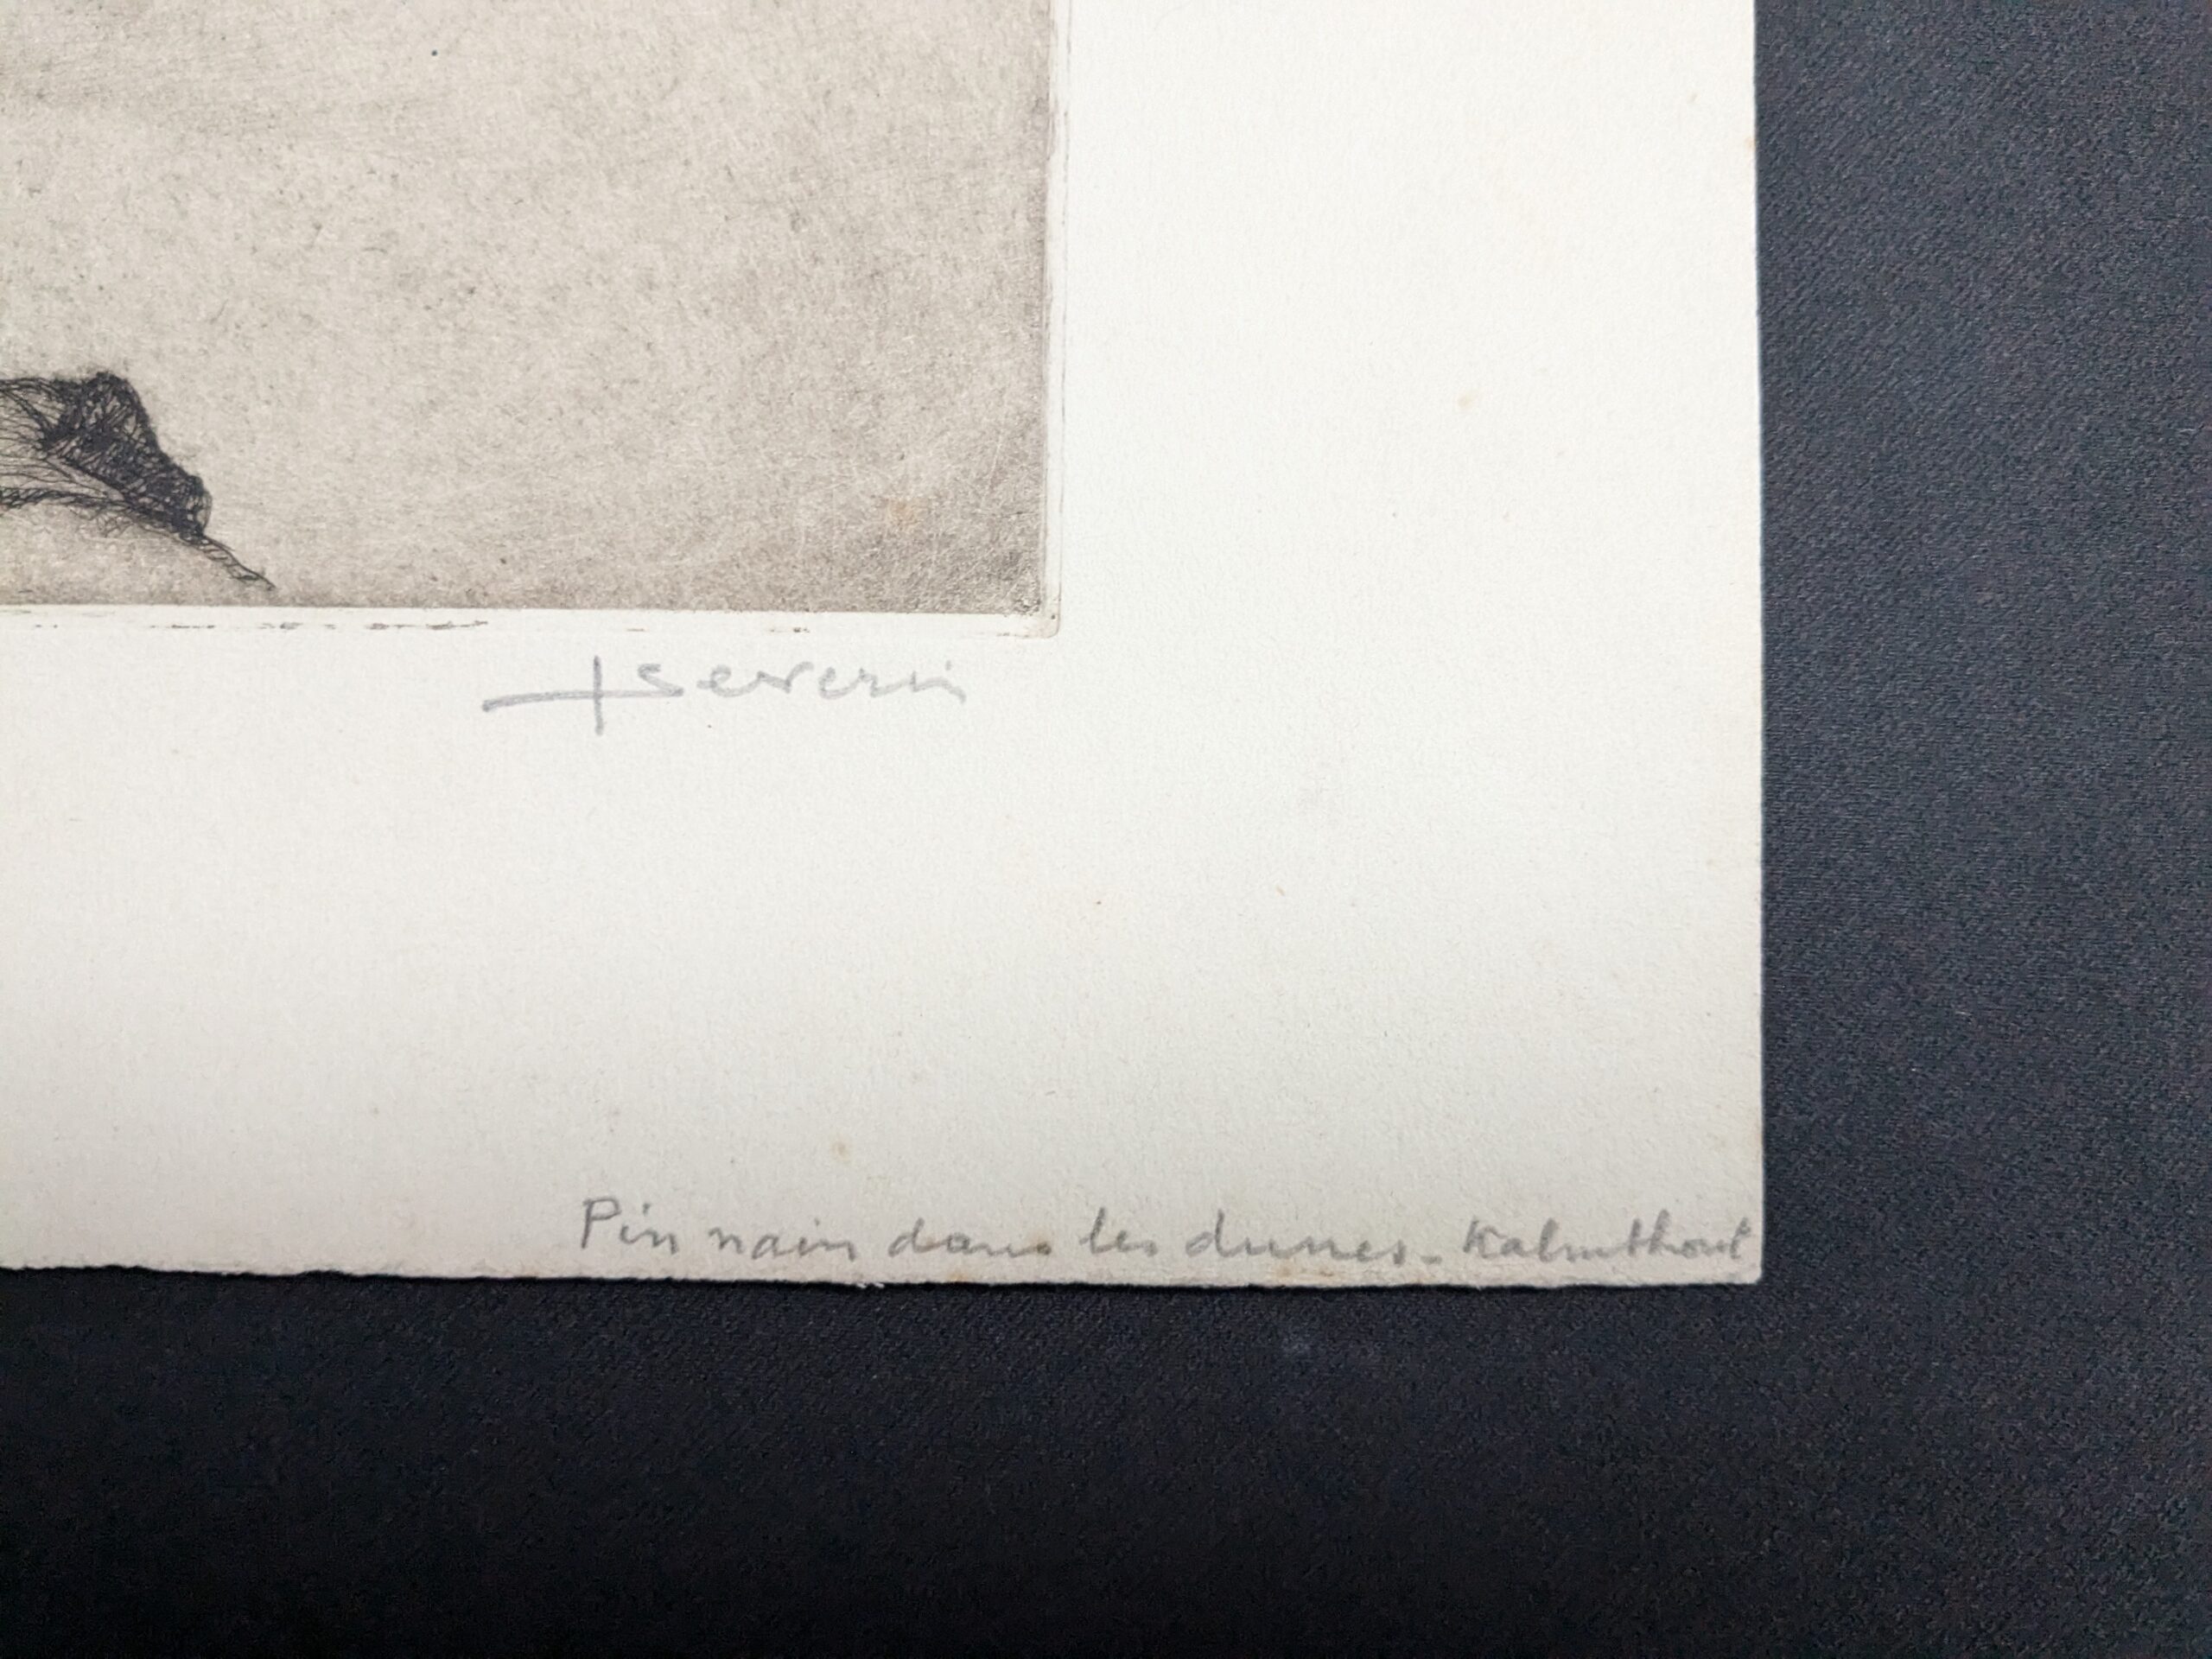 Severin
Pin nain dans les dunes - Kalmthout